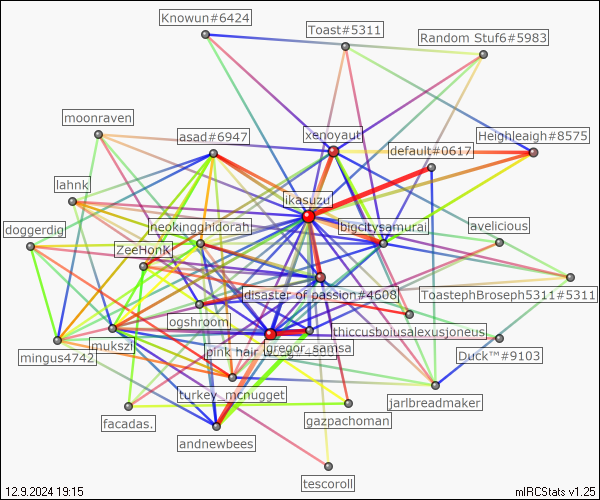 Knowun#6424
Toast#5311
Random Stuf6#5983
moonraven
asad#6947
xenoyaut
Heighleigh#8575
default#0617
lahnk
ikasuzu
doggerdig
neokingghidorah
bigcitysamurai
avelicious
ZeeHonK
disaster of passion#4608
ToastephBroseph5311#5311
ogshroom
thiccusboiusalexusjoneus
mingus4742
mukszi
pink hair
gregor_samsa
Duck™#9103
turkey_mcnugget
jarlbreadmaker
facadas.
gazpachoman
andnewbees
tescoroll
12.9.2024 19:15
mIRCStats v1.25